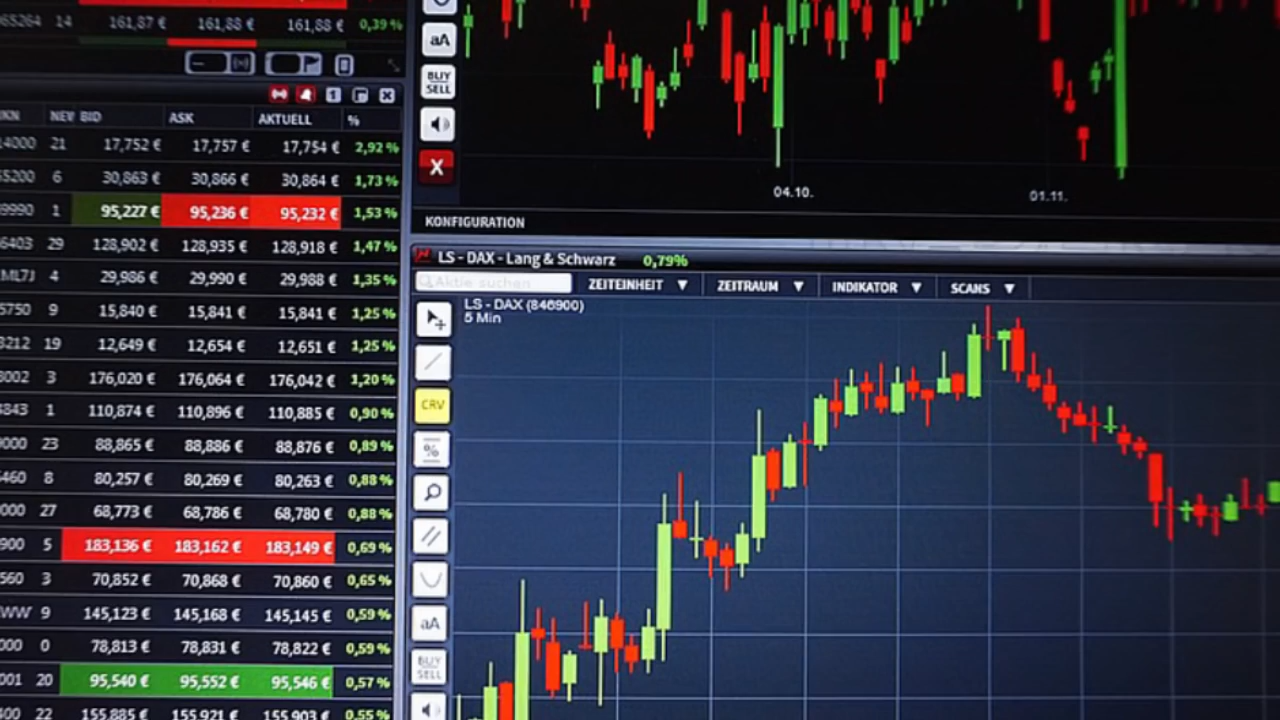 65264 14 161,87 € 161,88 € 161,88 € 0,39 %
BID ASK AKTUELL %
4000 21 17,752 € 17,757 € 17,754 € 2,92 %
5200 6 30,863 € 30,866 € 30,864 € 1,73 %
9990 1 95,227 € 95,236 € 95,232 € 1,53 %
6403 29 128,902 € 128,935 € 128,918 € 1,47 %
ML7J 4 29,986 € 29,990 € 29,988 € 1,35 %
5750 9 15,840 € 15,841 € 15,841 € 1,25 %
3212 19 12,649 € 12,654 € 12,651 € 1,25 %
8002 3 176,020 € 176,064 € 176,042 € 1,20 %
4843 1 110,874 € 110,896 € 110,885 € 0,90 %
000 23 88,865 € 88,886 € 88,876 € 0,89 %
460 8 80,257 € 80,269 € 80,263 € 0,88 %
000 27 68,773 € 68,786 € 68,780 € 0,88 %
900 5 183,136 € 183,162 € 183,149 € 0,69 %
560 3 70,852 € 70,868 € 70,860 € 0,65 %
WW 9 145,123 € 145,168 € 145,145 € 0,59 %
000 0 78,813 € 78,831 € 78,822 € 0,59 %
001 20 95,540 € 95,552 € 95,546 € 0,57 %
400 22 155,885 € 155,921 € 155,903 € 0,55 %
aA
BUY
SELL
X
04.10. 01.11.
KONFIGURATION
LS - DAX - Lang & Schwarz 0,79%
Aktie suchen ZEITEINHEIT ZEITRAUM INDIKATOR SCANS
LS - DAX (846900)
5 Min
CRV
%
aA
BUY
SELL